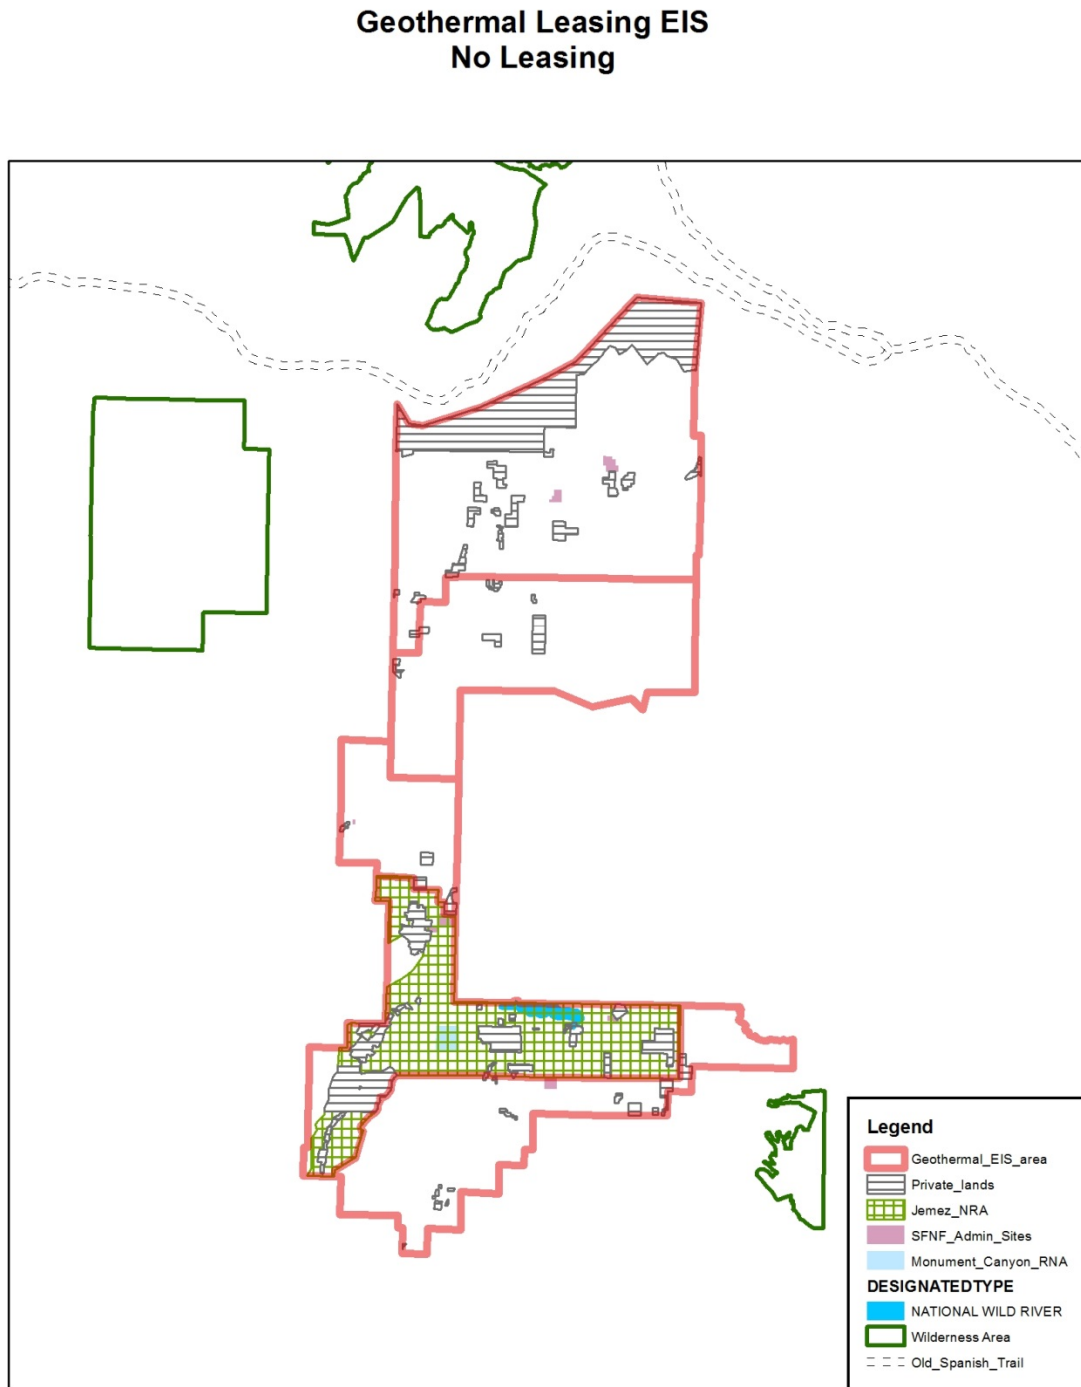 Geothermal Leasing EIS
No Leasing
Legend
Geothermal_EIS_area
Private_lands
Jemez_NRA
SFNF_Admin_Sites
Monument_Canyon_RNA
DESIGNATEDTYPE
NATIONAL WILD RIVER
Wilderness Area
Old_Spanish_Trail